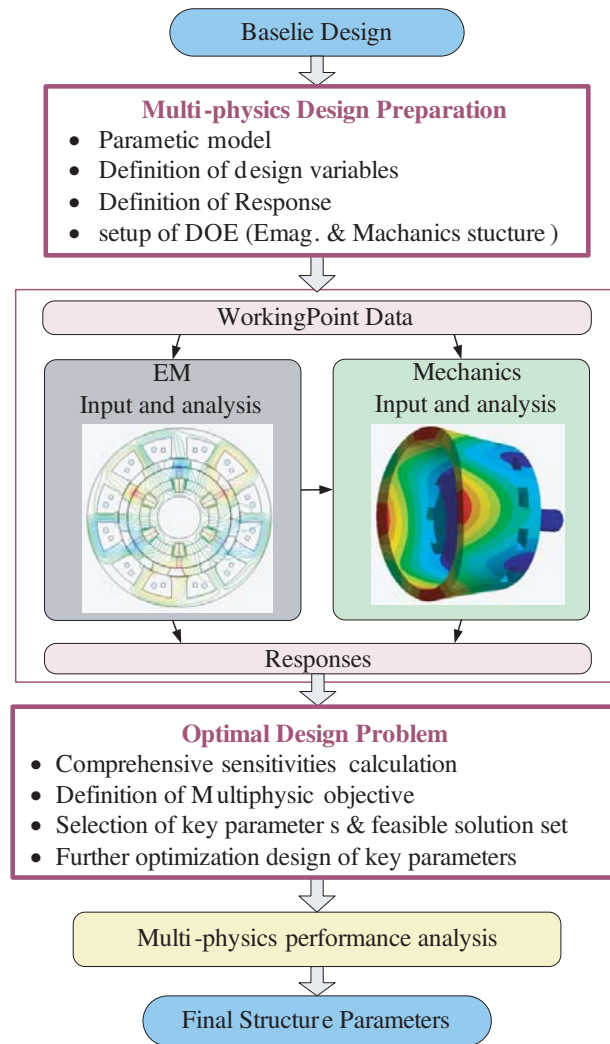 Baselie Design
Multi-physics Design Preparation
• Parametic model
• Definition of design variables
• Definition of Response
• setup of DOE (Emag. & Machanics stucture)
WorkingPoint Data
EM
Input and analysis
Mechanics
Input and analysis
Responses
Optimal Design Problem
• Comprehensive sensitivities calculation
• Definition of Multiphysic objective
• Selection of key parameter s & feasible solution set
• Further optimization design of key parameters
Multi-physics performance analysis
Final Structure Parameters